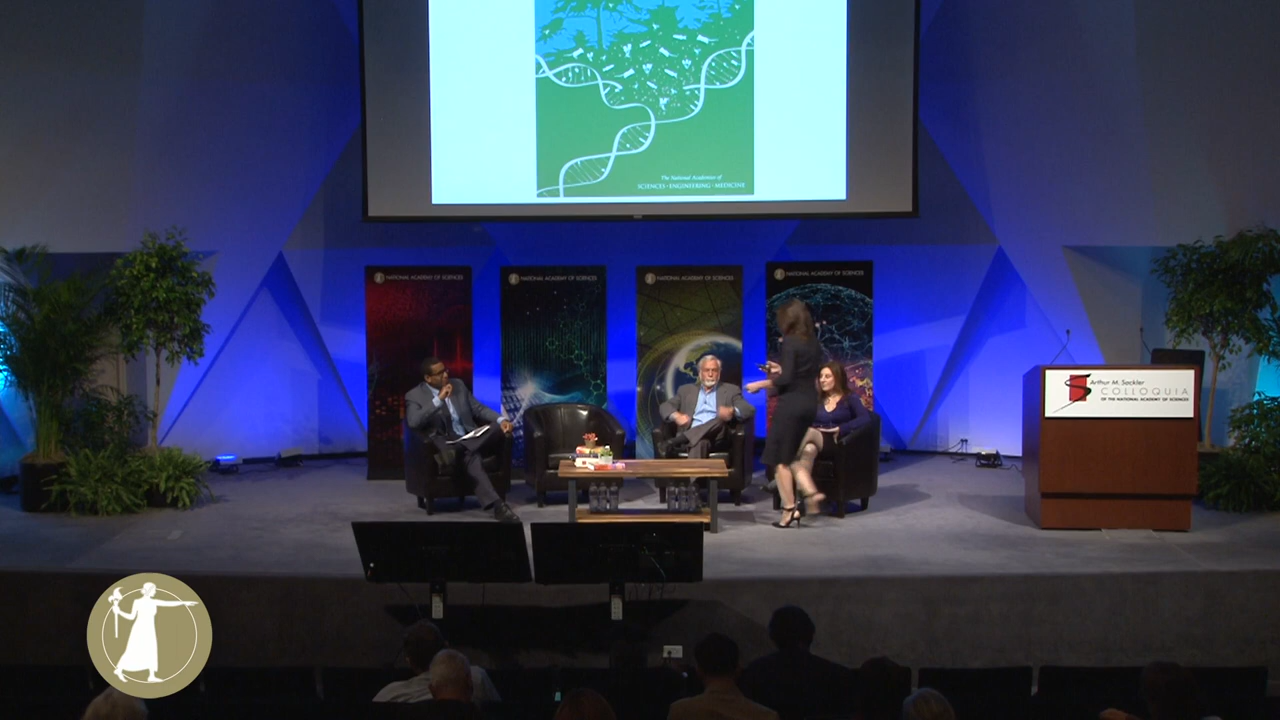 The National Academies of
SCIENCES • ENGINEERING • MEDICINE
NATIONAL ACADEMY OF SCIENCES
NATIONAL ACADEMY OF SCIENCES
NATIONAL ACADEMY OF SCIENCES
NATIONAL ACADEMY OF SCIENCES
Arthur M. Sackler
COLLOQUIA
OF THE NATIONAL ACADEMY OF SCIENCES